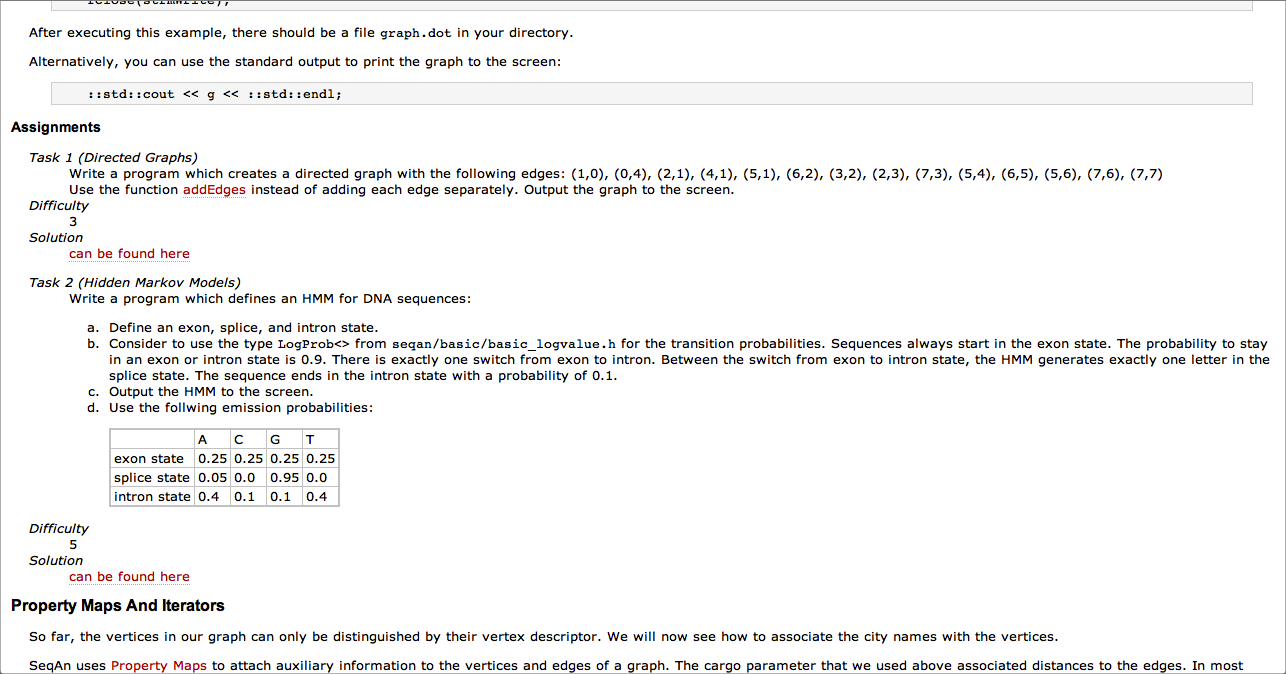 fclose(strmWrite);
After executing this example, there should be a file graph.dot in your directory.
Alternatively, you can use the standard output to print the graph to the screen:
::std::cout << g << ::std::endl;
Assignments
Task 1 (Directed Graphs)
Write a program which creates a directed graph with the following edges: (1,0), (0,4), (2,1), (4,1), (5,1), (6,2), (3,2), (2,3), (7,3), (5,4), (6,5), (5,6), (7,6), (7,7)
Use the function addEdges instead of adding each edge separately. Output the graph to the screen.
Difficulty
3
Solution
can be found here
Task 2 (Hidden Markov Models)
Write a program which defines an HMM for DNA sequences:
a. Define an exon, splice, and intron state.
b. Consider to use the type LogProb<> from seqan/basic/basic_logvalue.h for the transition probabilities. Sequences always start in the exon state. The probability to stay
in an exon or intron state is 0.9. There is exactly one switch from exon to intron. Between the switch from exon to intron state, the HMM generates exactly one letter in the
splice state. The sequence ends in the intron state with a probability of 0.1.
c. Output the HMM to the screen.
d. Use the follwing emission probabilities:
A C G T
exon state 0.25 0.25 0.25 0.25
splice state 0.05 0.0 0.95 0.0
intron state 0.4 0.1 0.1 0.4
Difficulty
5
Solution
can be found here
Property Maps And Iterators
So far, the vertices in our graph can only be distinguished by their vertex descriptor. We will now see how to associate the city names with the vertices.
SeqAn uses Property Maps to attach auxiliary information to the vertices and edges of a graph. The cargo parameter that we used above associated distances to the edges. In most